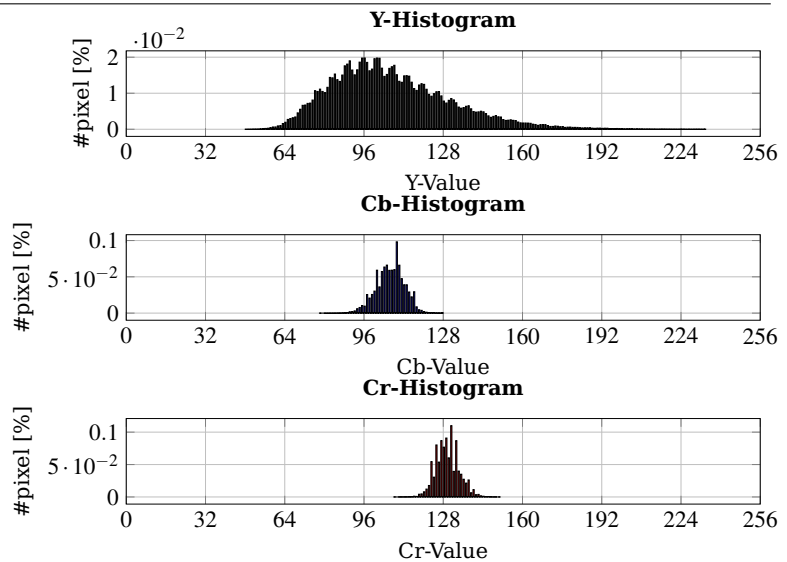 Y-Histogram
·10−2
#pixel [%]
2
1
0
0 32 64 96 128 160 192 224 256
Y-Value
Cb-Histogram
#pixel [%]
0.1
5 · 10−2
0
0 32 64 96 128 160 192 224 256
Cb-Value
Cr-Histogram
#pixel [%]
0.1
5 · 10−2
0
0 32 64 96 128 160 192 224 256
Cr-Value